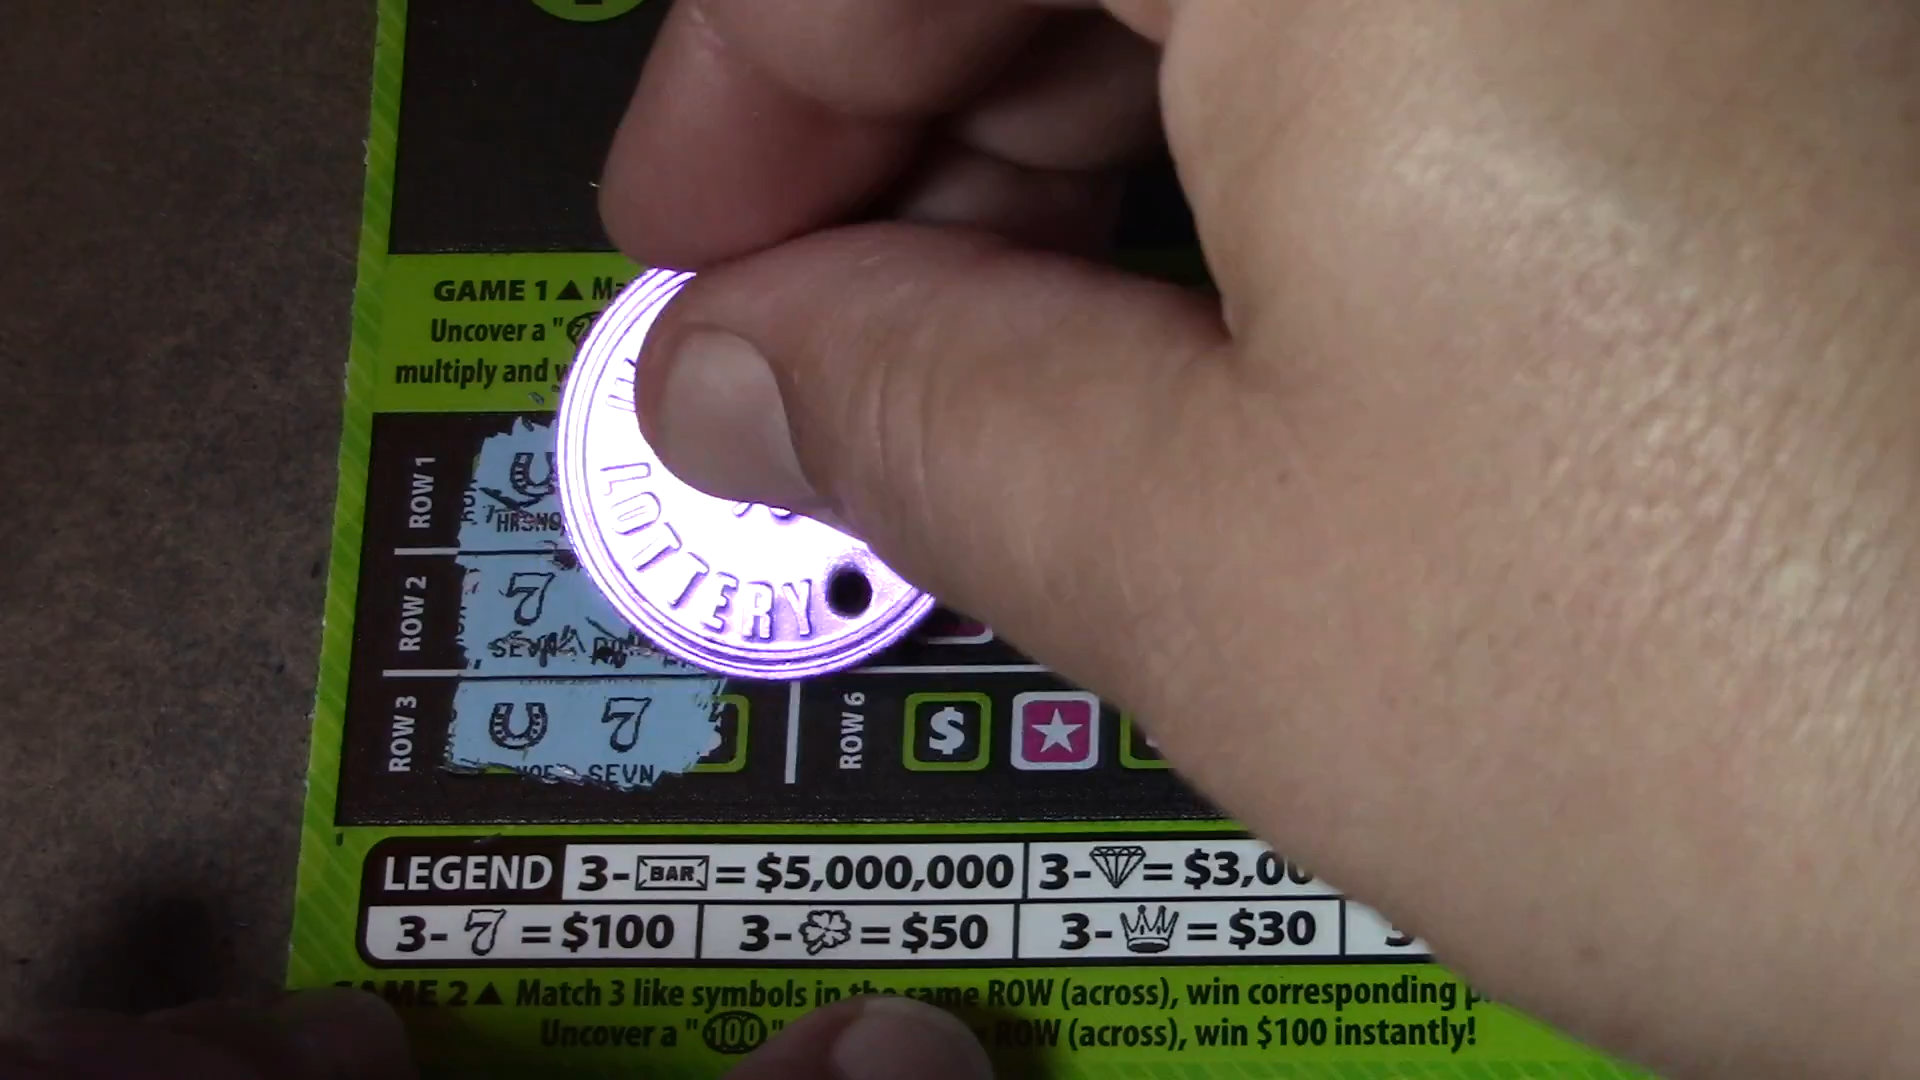 GAME 1
Uncover a "
multiply and
LOTTERY
ROW 1
ROW 2
7
SEVN
ROW 3
7
SEVN
ROW 6
$
LEGEND 3- BAR = $5,000,000 3- = $3,00
3- 7 = $100 3- = $50 3- = $30
GAME 2 Match 3 like symbols in the same ROW (across), win corresponding
Uncover a " 100 " ROW (across), win $100 instantly!